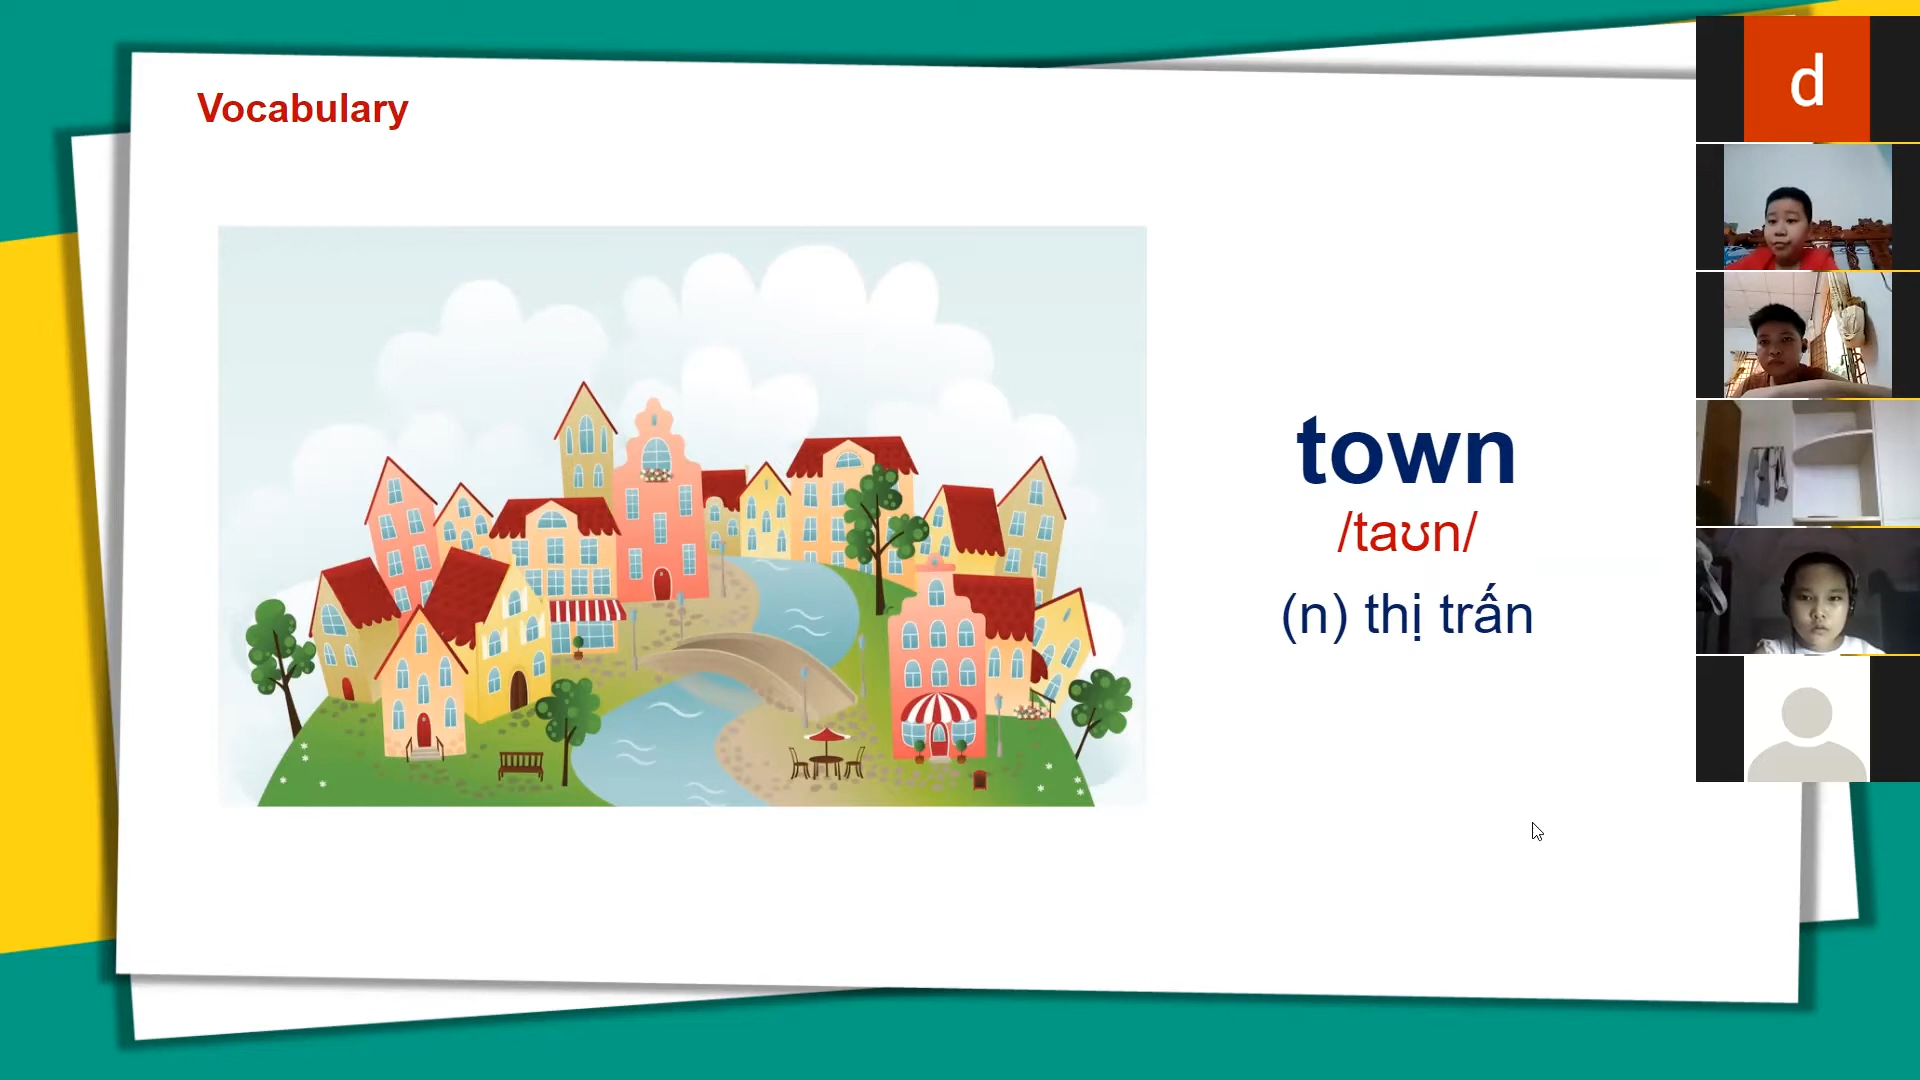 Vocabulary
town
/taʊn/
(n) thị trấn
d